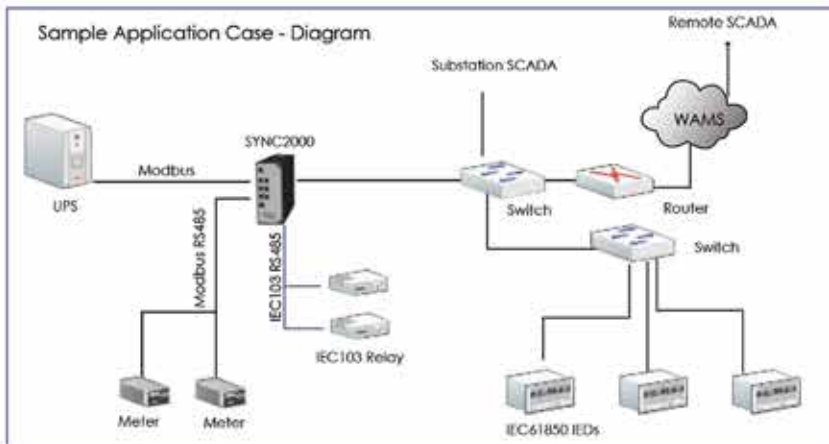 Sample Application Case - Diagram
Remote SCADA
Substation SCADA
WAMS
SYNC2000
Modbus
UPS
Switch
Router
Modbus RS485
IEC103 RS485
Switch
IEC103 Relay
Meter
Meter
IEC61850 IEDs